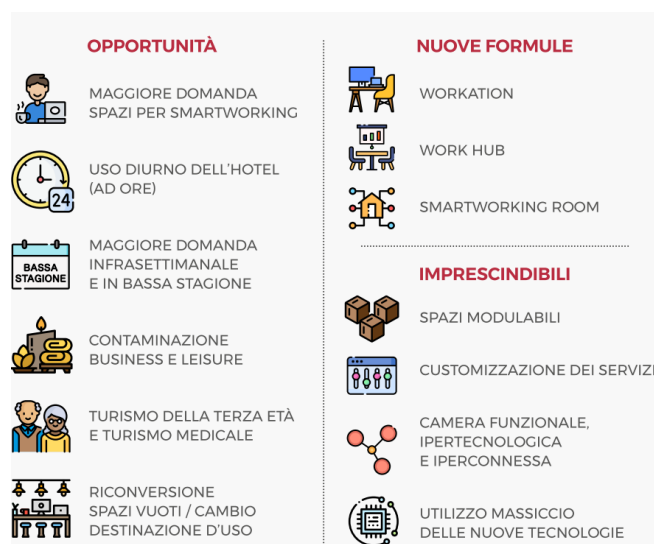 OPPORTUNITÀ
MAGGIORE DOMANDA
SPAZI PER SMARTWORKING
24
USO DIURNO DELL'HOTEL
(AD ORE)
BASSA
STAGIONE
MAGGIORE DOMANDA
INFRASETTIMANALE
E IN BASSA STAGIONE
CONTAMINAZIONE
BUSINESS E LEISURE
TURISMO DELLA TERZA ETÀ
E TURISMO MEDICALE
RICONVERSIONE
SPAZI VUOTI / CAMBIO
DESTINAZIONE D'USO
NUOVE FORMULE
WORKATION
WORK HUB
SMARTWORKING ROOM
IMPRESCINDIBILI
SPAZI MODULABILI
CUSTOMIZZAZIONE DEI SERVIZI
CAMERA FUNZIONALE,
IPERTECNOLOGICA
E IPERCONNESSA
UTILIZZO MASSICCIO
DELLE NUOVE TECNOLOGIE